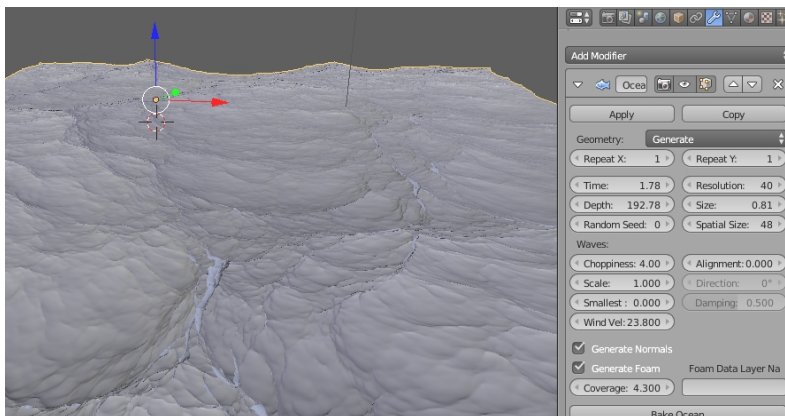 Add Modifier
Ocea
Apply Copy
Geometry: Generate
Repeat X: 1 Repeat Y: 1
Time: 1.78 Resolution: 40
Depth: 192.78 Size: 0.81
Random Seed: 0 Spatial Size: 48
Waves:
Choppiness: 4.00 Alignment: 0.000
Scale: 1.000 Direction: 0°
Smallest : 0.000 Damping: 0.500
Wind Vel: 23.800
Generate Normals
Generate Foam Foam Data Layer Na
Coverage: 4.300
Bake Ocean